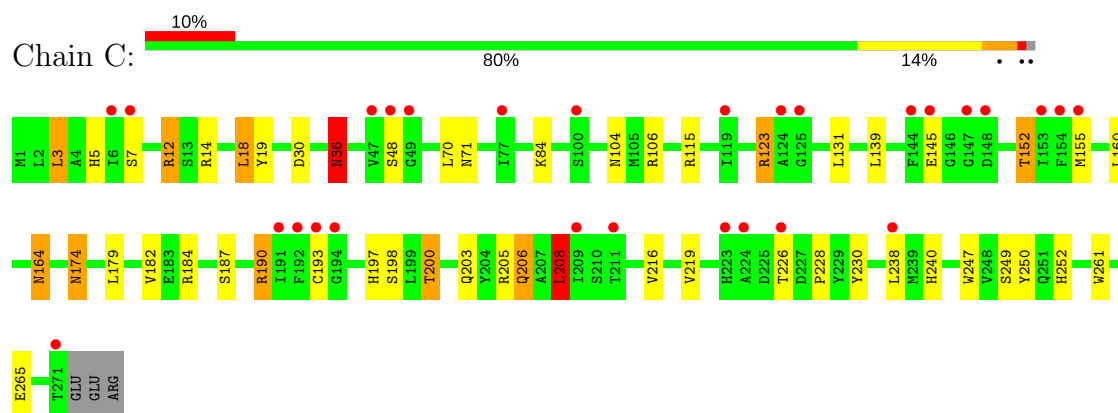 10%
Chain C:
80% 14% • ••
M1 L2 L3 A4 H5 I6 S7 R12 S13 R14 L18 Y19 D30 N36 V47 S48 G49 L70 N71 I77 K84 S100 N104 M105 R106 R115 I119 R123 A124 G125 L131 L139 F144 E145 G146 G147 D148 T152 I153 F154 M155 L160
N164 N174 L179 V182 E183 R184 S187 R190 I191 F192 C193 G194 H197 S198 L199 T200 Q203 Y204 R205 Q206 A207 L208 I209 S210 T211 V216 V219 H223 A224 D225 T226 D227 P228 Y229 Y230 L238 M239 H240 W247 V248 S249 Y250 Q251 H252 W261
E265 T271 GLU GLU ARG